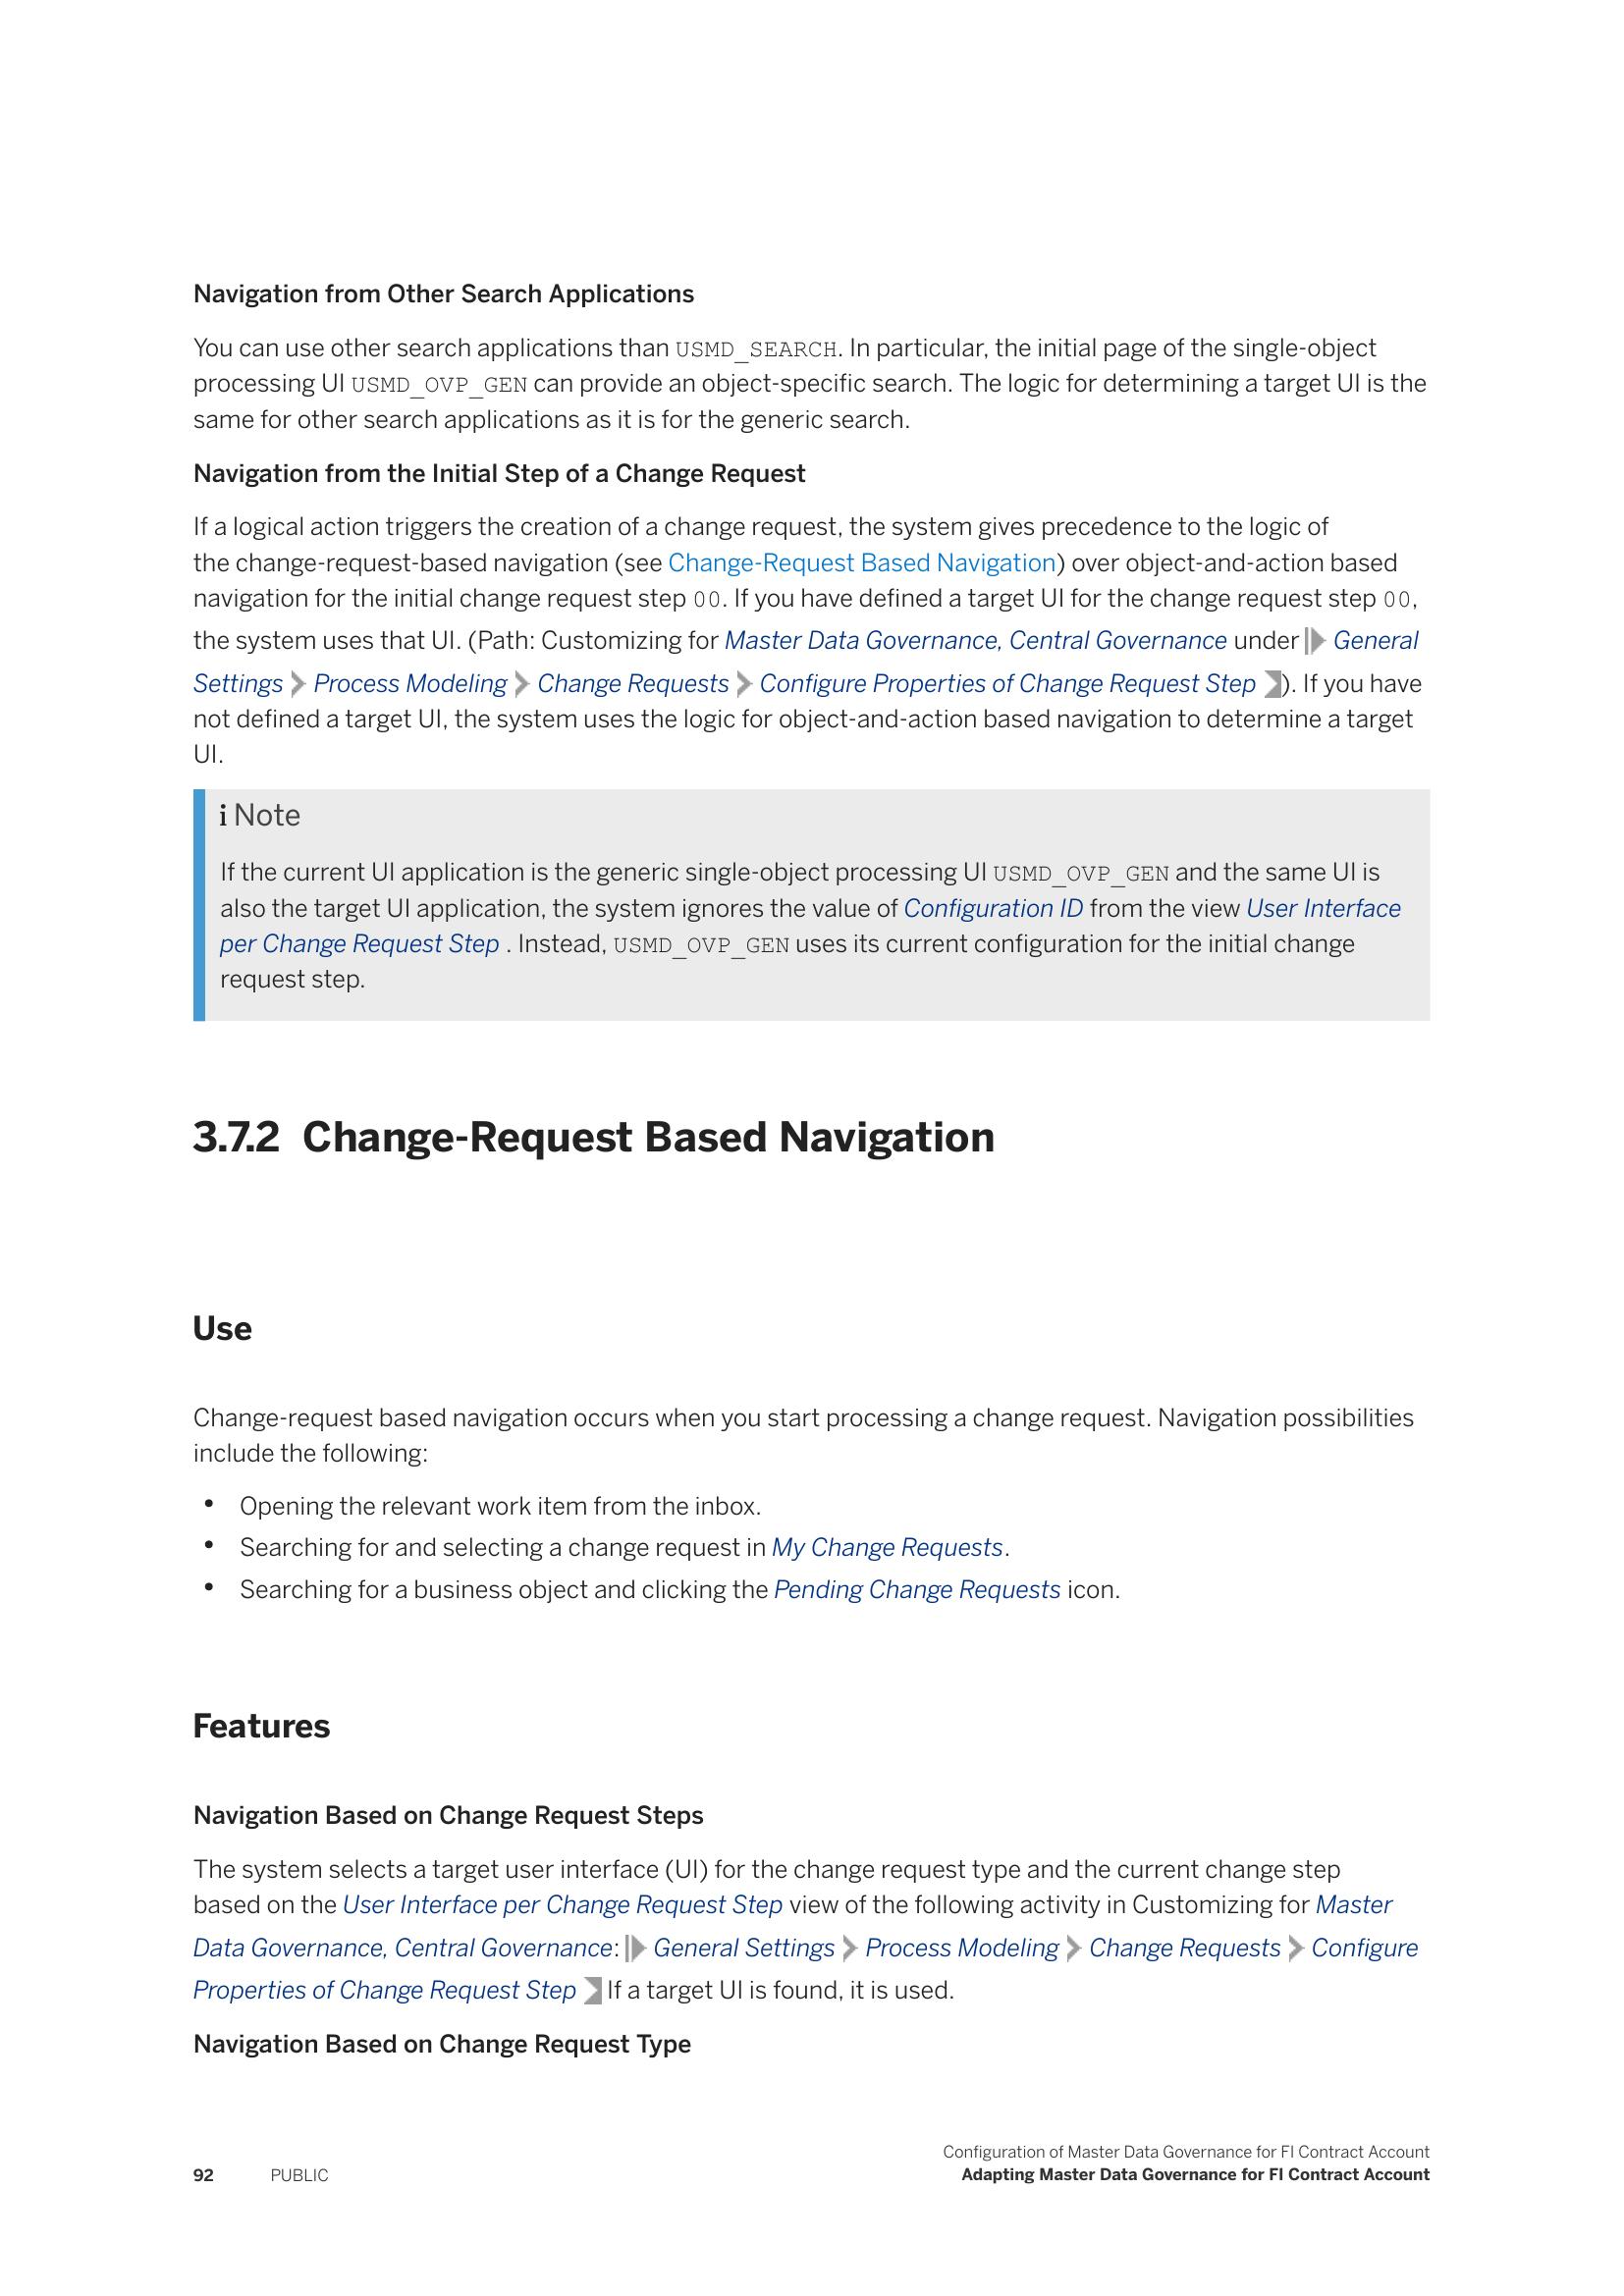 Navigation from Other Search Applications
You can use other search applications than USMD_SEARCH. In particular, the initial page of the single-object
processing UI USMD_OVP_GEN can provide an object-specific search. The logic for determining a target UI is the
same for other search applications as it is for the generic search.
Navigation from the Initial Step of a Change Request
If a logical action triggers the creation of a change request, the system gives precedence to the logic of
the change-request-based navigation (see Change-Request Based Navigation) over object-and-action based
navigation for the initial change request step 00. If you have defined a target UI for the change request step 00,
the system uses that UI. (Path: Customizing for Master Data Governance, Central Governance under General
Settings Process Modeling Change Requests Configure Properties of Change Request Step ). If you have
not defined a target UI, the system uses the logic for object-and-action based navigation to determine a target
UI.
i Note
If the current UI application is the generic single-object processing UI USMD_OVP_GEN and the same UI is
also the target UI application, the system ignores the value of Configuration ID from the view User Interface
per Change Request Step . Instead, USMD_OVP_GEN uses its current configuration for the initial change
request step.
3.7.2 Change-Request Based Navigation
Use
Change-request based navigation occurs when you start processing a change request. Navigation possibilities
include the following:
• Opening the relevant work item from the inbox.
• Searching for and selecting a change request in My Change Requests.
• Searching for a business object and clicking the Pending Change Requests icon.
Features
Navigation Based on Change Request Steps
The system selects a target user interface (UI) for the change request type and the current change step
based on the User Interface per Change Request Step view of the following activity in Customizing for Master
Data Governance, Central Governance: General Settings Process Modeling Change Requests Configure
Properties of Change Request Step If a target UI is found, it is used.
Navigation Based on Change Request Type
Configuration of Master Data Governance for FI Contract Account
92 PUBLIC Adapting Master Data Governance for FI Contract Account